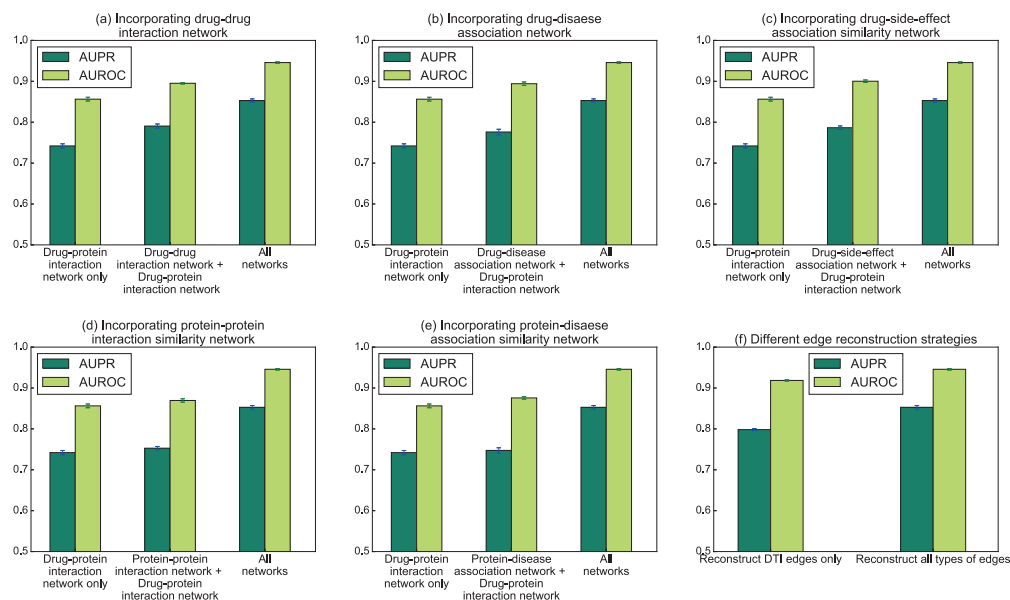 (a) Incorporating drug-drug
interaction network
1.0
0.9
0.8
0.7
0.6
0.5
AUPR
AUROC
Drug-protein
interaction
network only
Drug-drug
interaction network +
Drug-protein
interaction network
All
networks
(b) Incorporating drug-disaese
association network
1.0
0.9
0.8
0.7
0.6
0.5
AUPR
AUROC
Drug-protein
interaction
network only
Drug-disease
association network +
Drug-protein
interaction network
All
networks
(c) Incorporating drug-side-effect
association similarity network
1.0
0.9
0.8
0.7
0.6
0.5
AUPR
AUROC
Drug-protein
interaction
network only
Drug-side-effect
association network +
Drug-protein
interaction network
All
networks
(d) Incorporating protein-protein
interaction similarity network
1.0
0.9
0.8
0.7
0.6
0.5
AUPR
AUROC
Drug-protein
interaction
network only
Protein-protein
interaction network +
Drug-protein
interaction network
All
networks
(e) Incorporating protein-disaese
association similarity network
1.0
0.9
0.8
0.7
0.6
0.5
AUPR
AUROC
Drug-protein
interaction
network only
Protein-disease
association network +
Drug-protein
interaction network
All
networks
(f) Different edge reconstruction strategies
1.0
0.9
0.8
0.7
0.6
0.5
AUPR
AUROC
Reconstruct DTI edges only
Reconstruct all types of edges